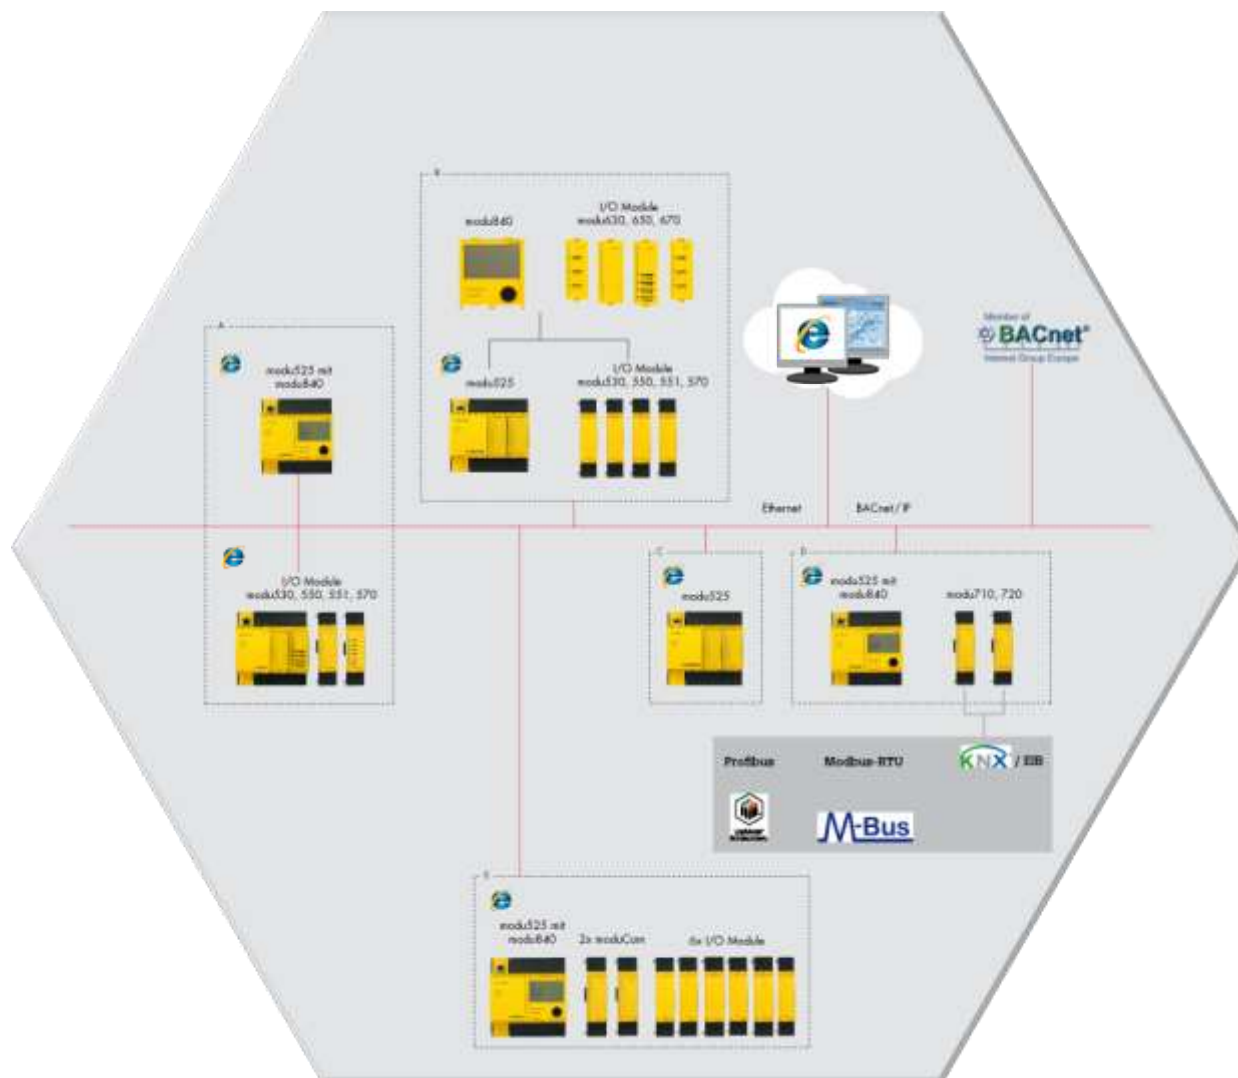 B
modu840
I/O Module
modu630, 650, 670
A
modu525 mit
modu840
modu525
I/O Module
modu530, 550, 551, 570
Member of
BACnet®
Interest Group Europe
Ethernet
BACnet/IP
I/O Module
modu530, 550, 551, 570
C
modu525
D
modu525 mit
modu840
modu710, 720
Profibus
Modbus-RTU
KNX / EIB
M-Bus
E
modu525 mit
modu840
2x moduCom
6x I/O Module